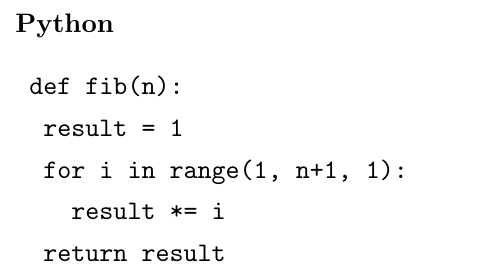 Python
def fib(n):
 result = 1
 for i in range(1, n+1, 1):
   result *= i
 return result